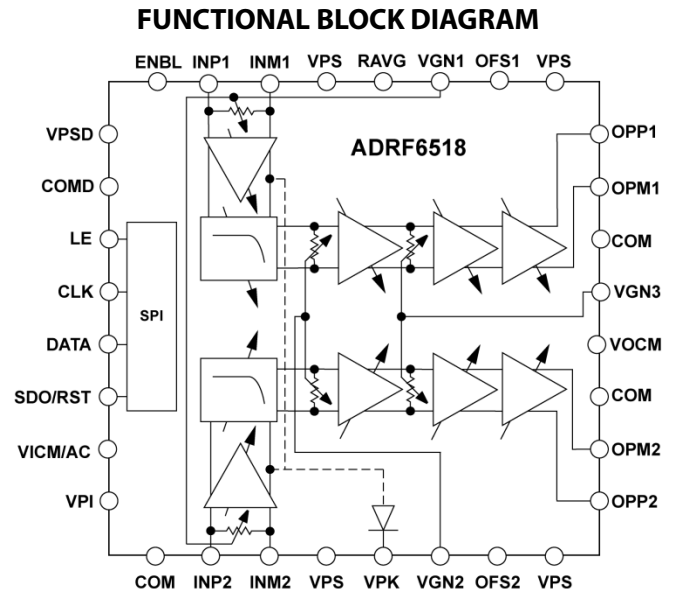 FUNCTIONAL BLOCK DIAGRAM
ENBL INP1 INM1 VPS RAVG VGN1 OFS1 VPS
ADRF6518
VPSD
COMD
LE
CLK
DATA
SDO/RST
VICM/AC
VPI
SPI
OPP1
OPM1
COM
VGN3
VOCM
COM
OPM2
OPP2
COM INP2 INM2 VPS VPK VGN2 OFS2 VPS